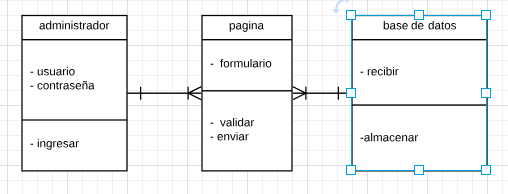 administrador
- usuario
- contraseña
- ingresar
pagina
- formulario
- validar
- enviar
base de datos
- recibir
-almacenar